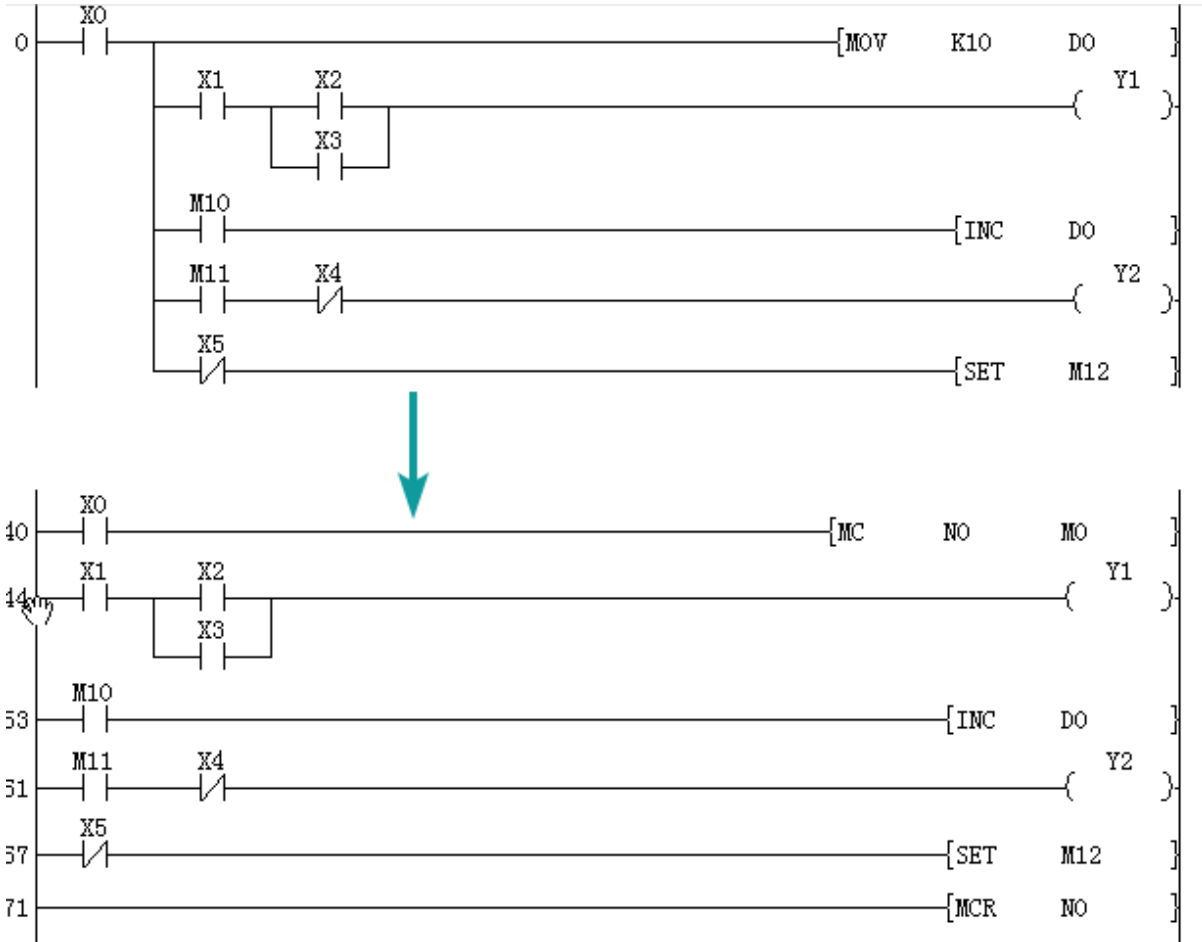 X0
0 MOV K10 D0
X1 X2 Y1
X3
M10
INC D0
M11 X4 Y2
X5
SET M12
X0
40 MC N0 M0
X1 X2 Y1
44
X3
M10
53 INC D0
M11 X4 Y2
61
X5
67 SET M12
71 MCR N0